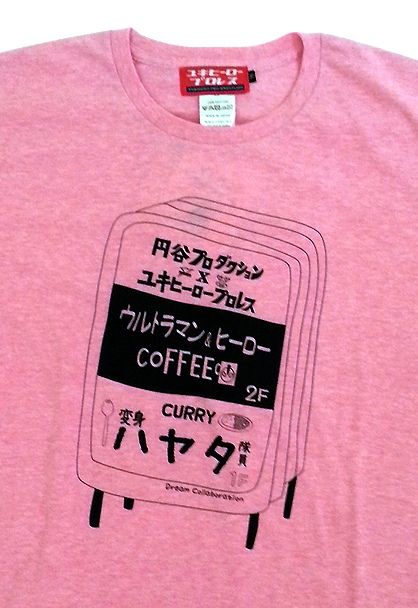 ユキヒーロー
プロレス
円谷プロダクション
X
ユキヒーロープロレス
ウルトラマン&ヒーロー
COFFEE
2F
CURRY
変身 ハヤタ 隊員
1F
Dream Collaboration